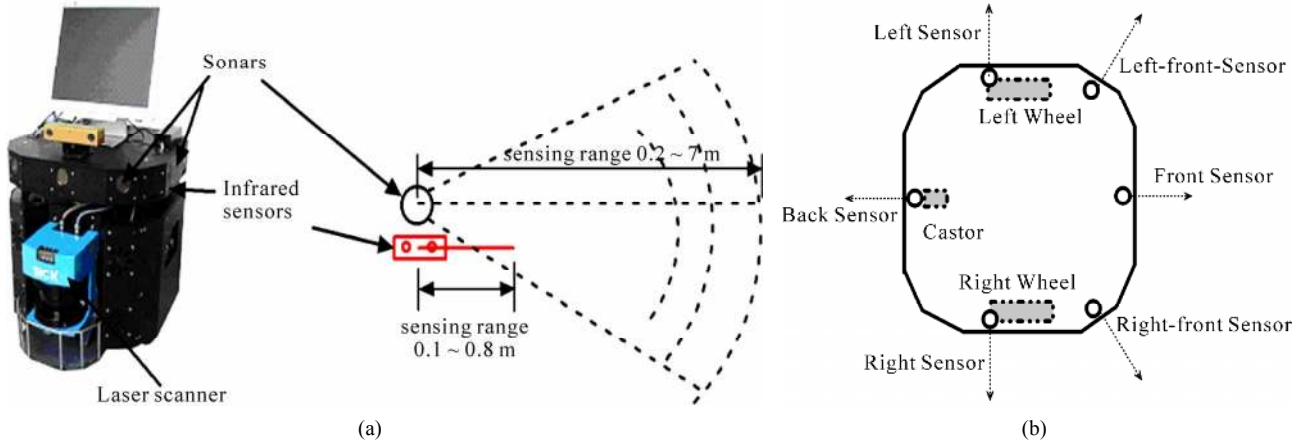 Sonars
sensing range 0.2 ~ 7 m
Infrared
sensors
SICK
sensing range
0.1 ~ 0.8 m
Laser scanner
(a)
Left Sensor
Left-front-Sensor
Left Wheel
Front Sensor
Back Sensor
Castor
Right Wheel
Right-front Sensor
Right Sensor
(b)